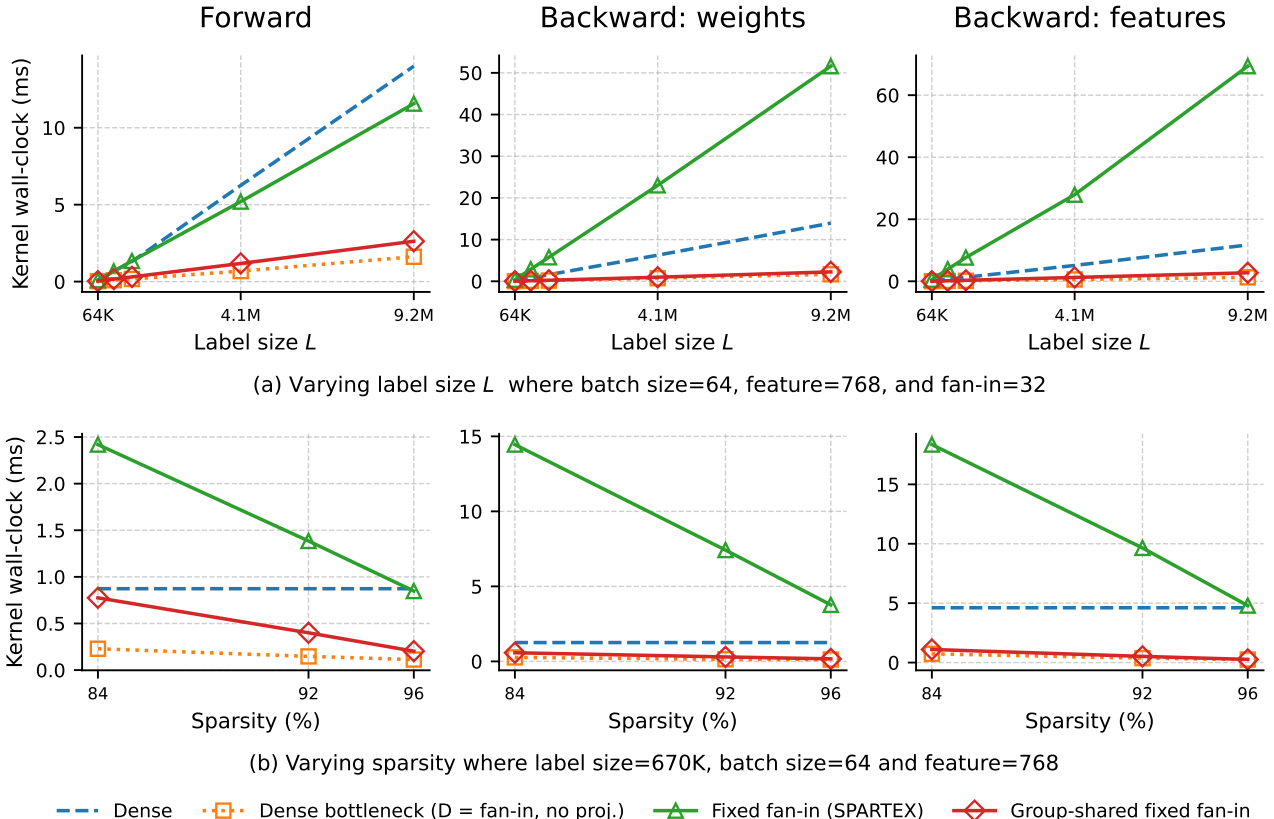 Forward
Backward: weights
Backward: features
Kernel wall-clock (ms)
10
5
0
64K
4.1M
9.2M
Label size L
50
40
30
20
10
0
64K
4.1M
9.2M
Label size L
60
40
20
0
64K
4.1M
9.2M
Label size L
(a) Varying label size L where batch size=64, feature=768, and fan-in=32
Kernel wall-clock (ms)
2.5
2.0
1.5
1.0
0.5
0.0
84
92
96
Sparsity (%)
15
10
5
0
84
92
96
Sparsity (%)
15
10
5
0
84
92
96
Sparsity (%)
(b) Varying sparsity where label size=670K, batch size=64 and feature=768
Dense
Dense bottleneck (D = fan-in, no proj.)
Fixed fan-in (SPARTEX)
Group-shared fixed fan-in